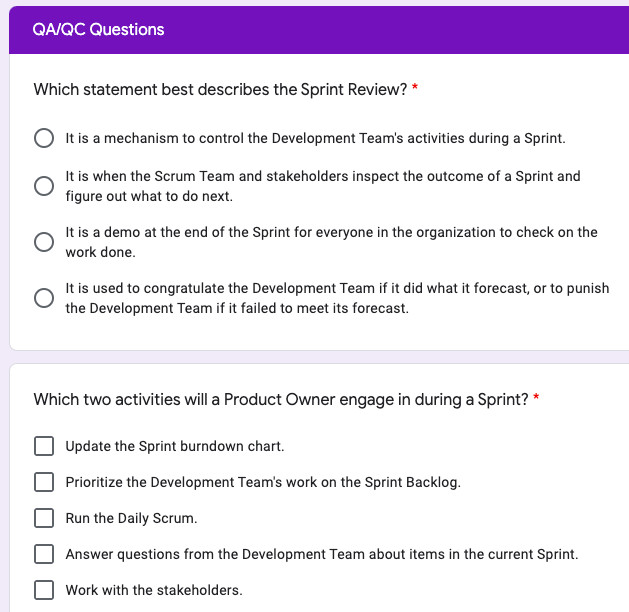 QA/QC Questions
Which statement best describes the Sprint Review? *
It is a mechanism to control the Development Team's activities during a Sprint.
It is when the Scrum Team and stakeholders inspect the outcome of a Sprint and
figure out what to do next.
It is a demo at the end of the Sprint for everyone in the organization to check on the
work done.
It is used to congratulate the Development Team if it did what it forecast, or to punish
the Development Team if it failed to meet its forecast.
Which two activities will a Product Owner engage in during a Sprint? *
Update the Sprint burndown chart.
Prioritize the Development Team's work on the Sprint Backlog.
Run the Daily Scrum.
Answer questions from the Development Team about items in the current Sprint.
Work with the stakeholders.